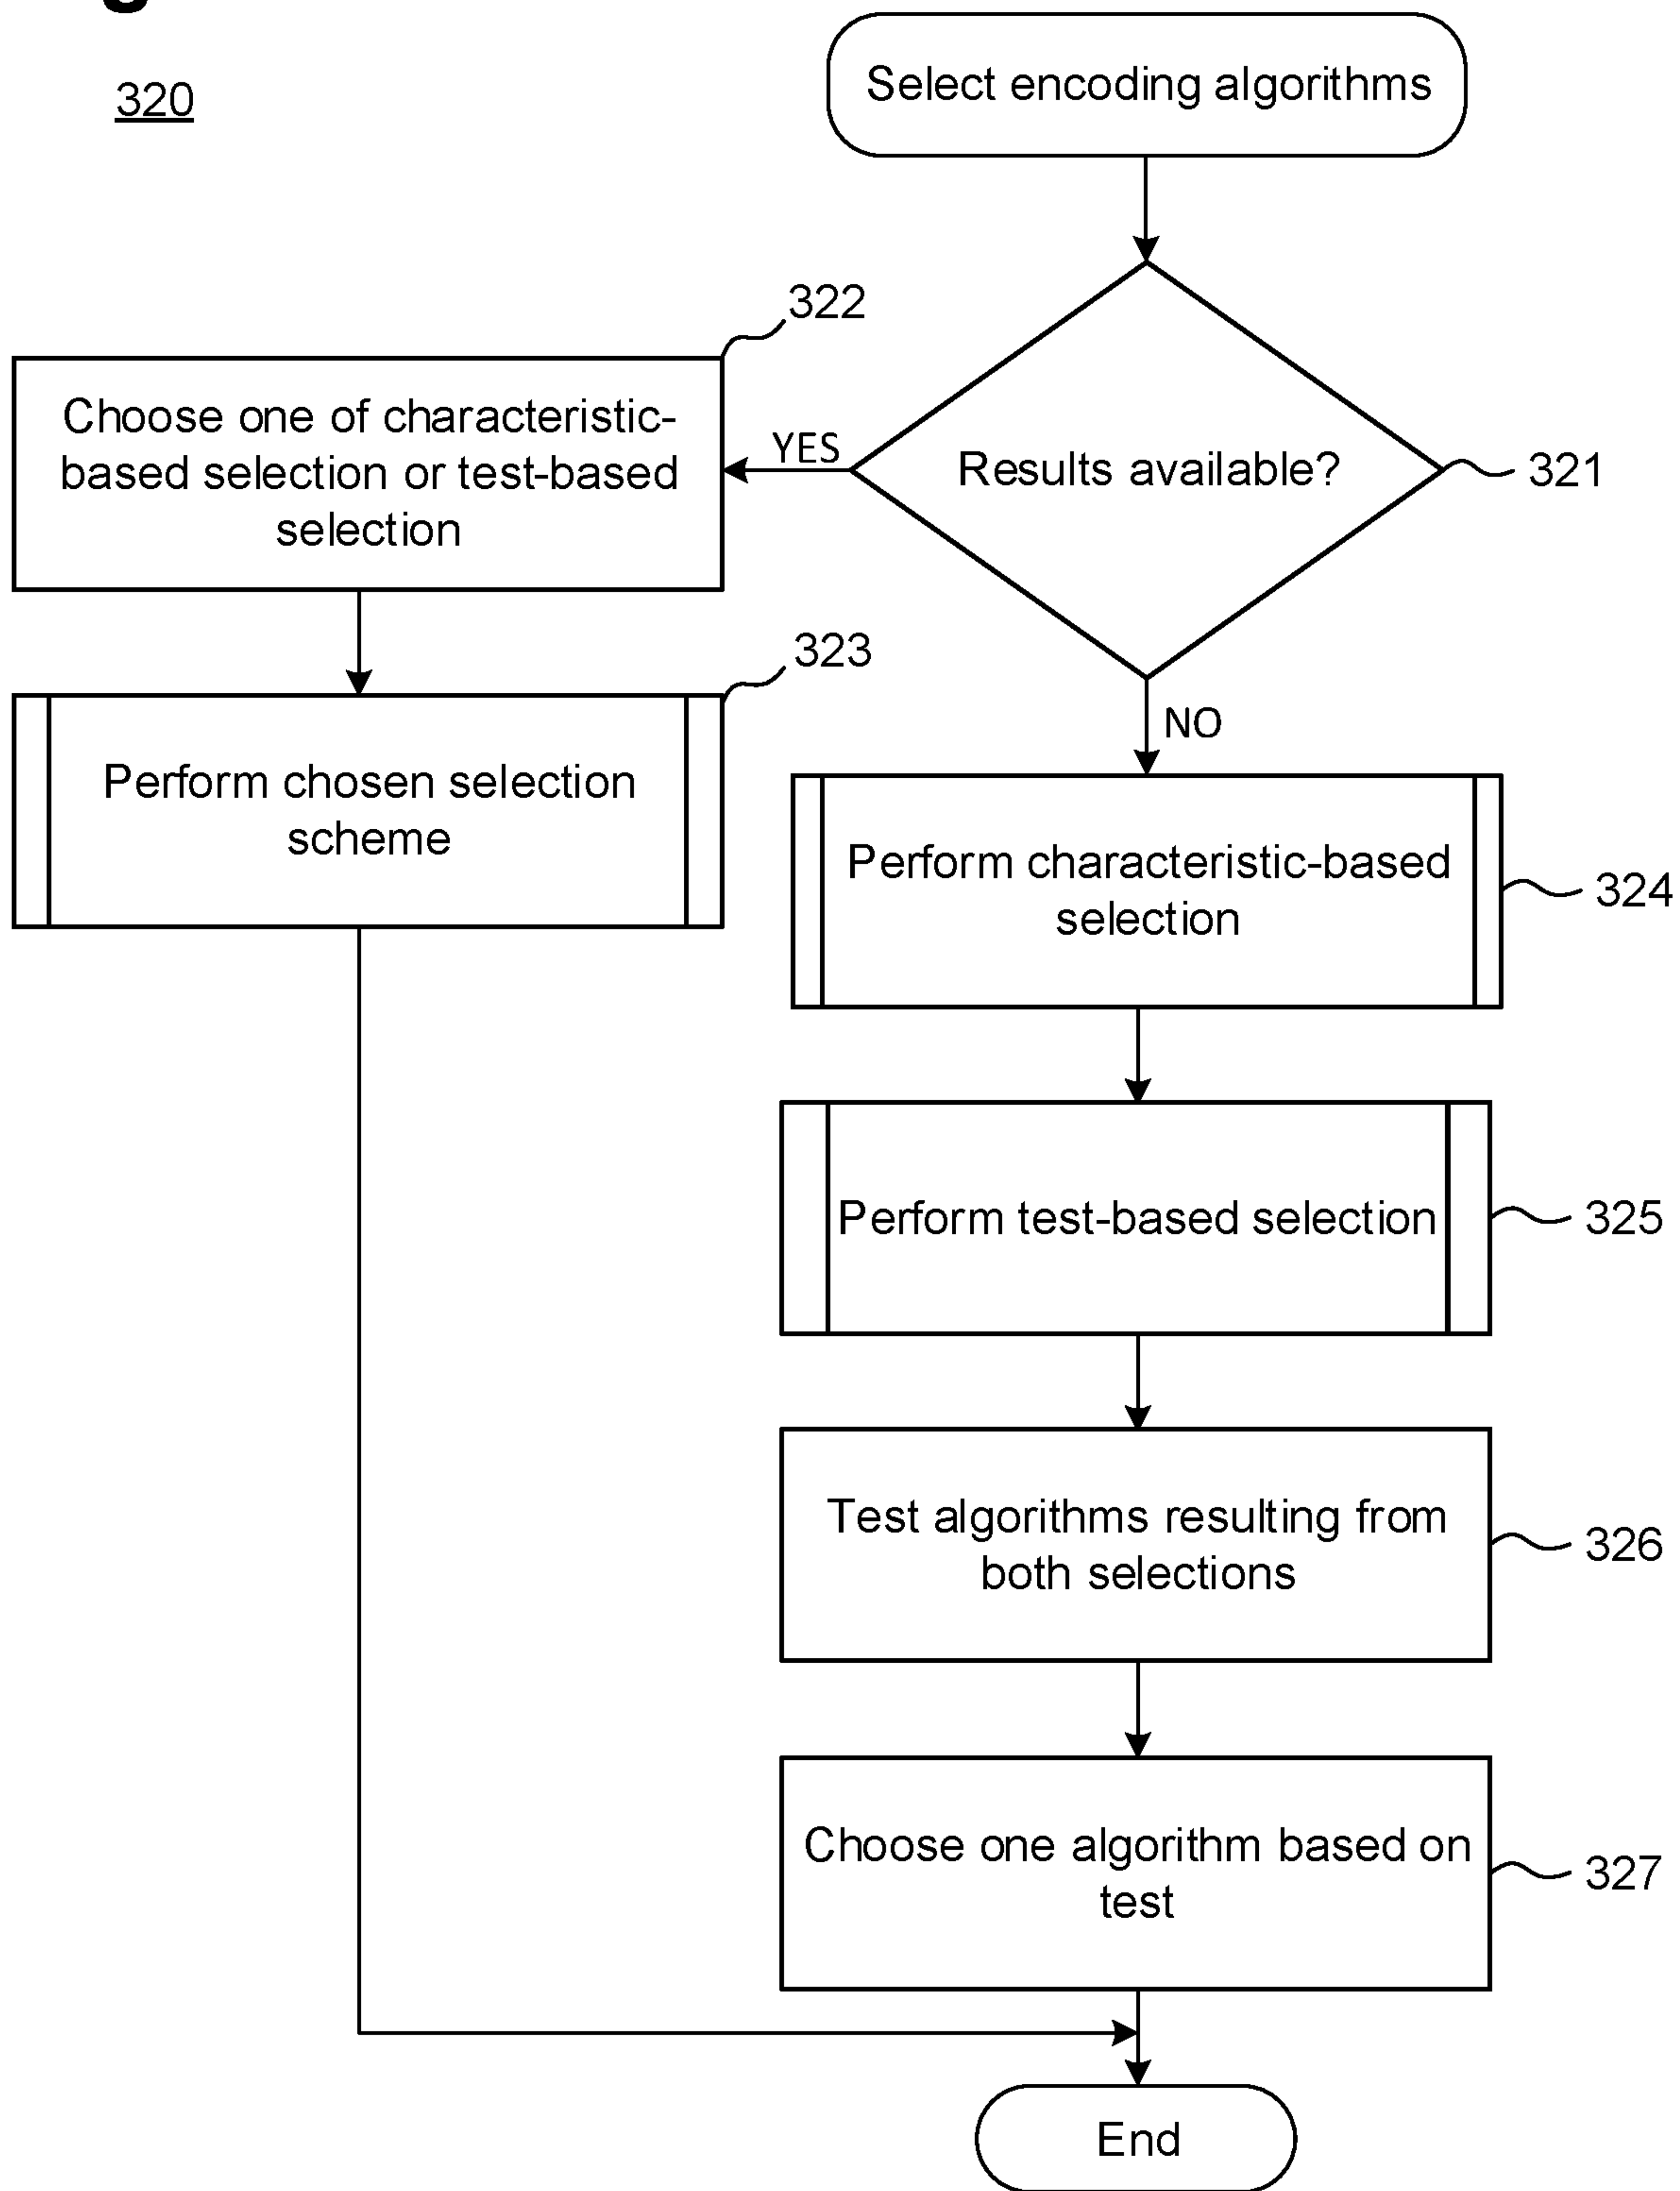 320
Select encoding algorithms
322
Choose one of characteristic-
based selection or test-based
selection
YES
Results available?
321
323
NO
Perform chosen selection
scheme
Perform characteristic-based
selection
324
Perform test-based selection
325
Test algorithms resulting from
both selections
326
Choose one algorithm based on
test
327
End